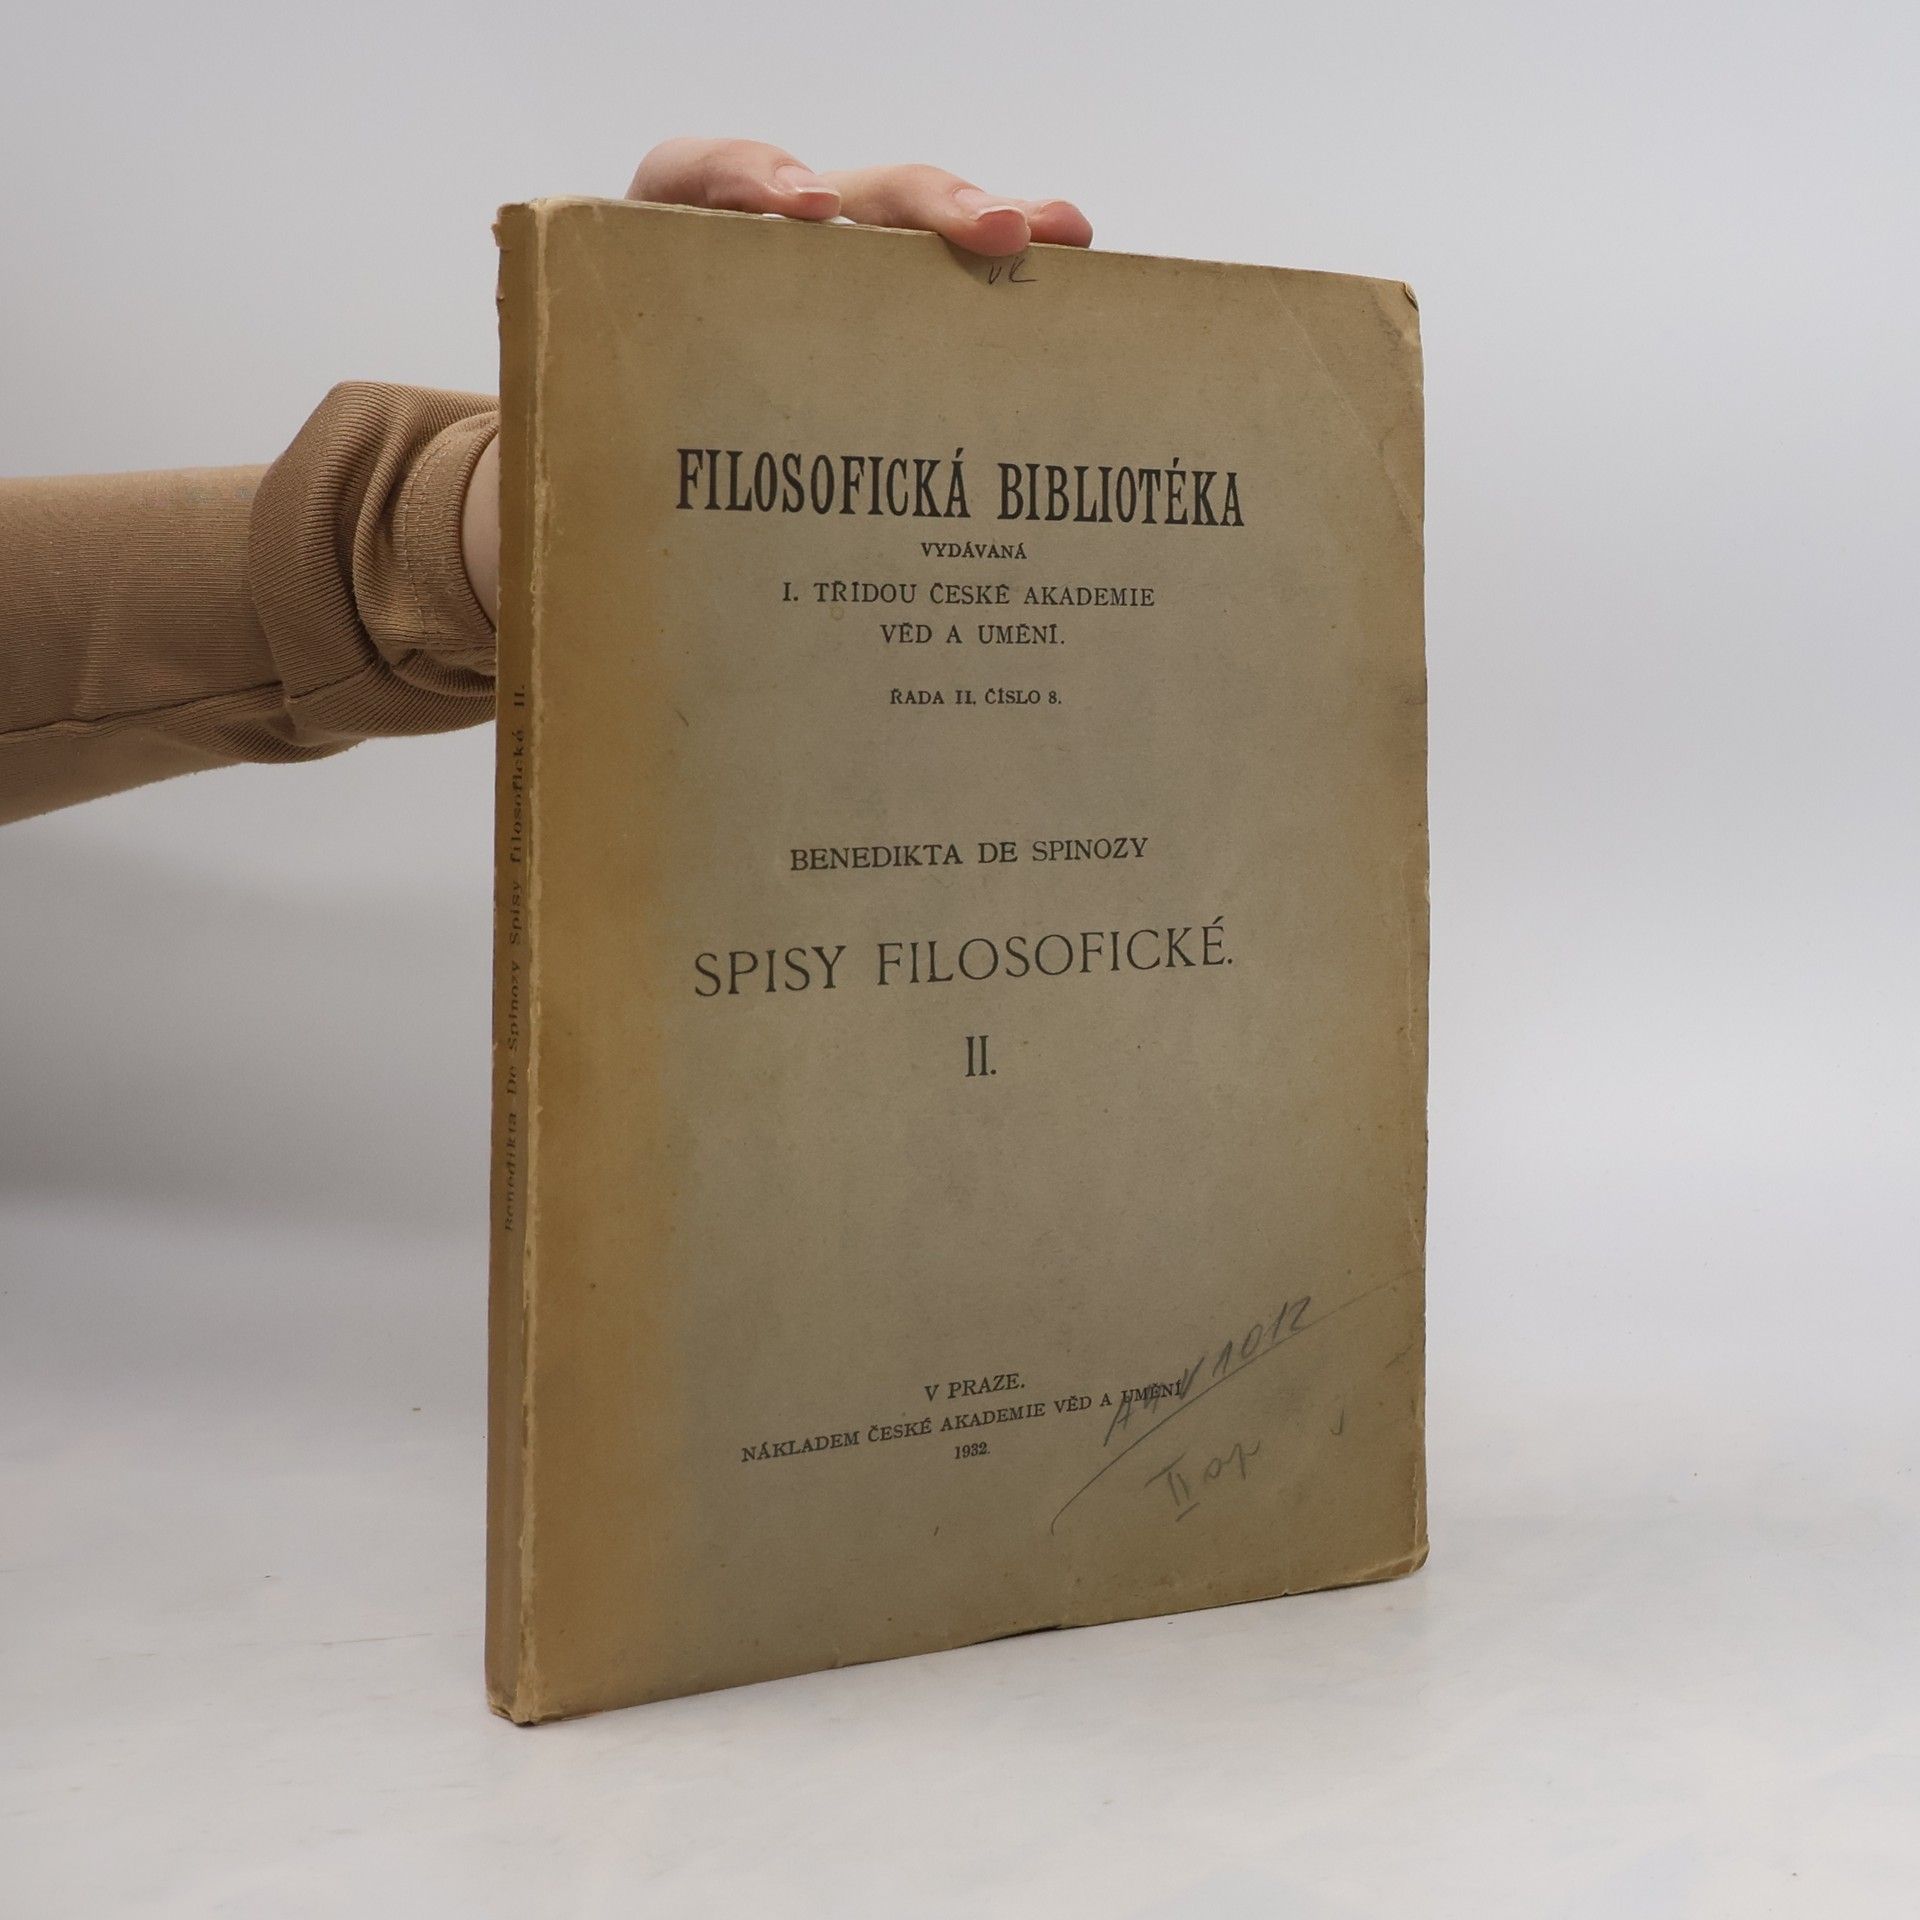 FILOSOFICKÁ BIBLIOTÉKA
VYDÁVANÁ
I. TŘÍDOU ČESKÉ AKADEMIE
VĚD A UMĚNÍ.
ŘADA II, ČÍSLO 8.
BENEDIKTA DE SPINOZY
SPISY FILOSOFICKÉ.
II.
V PRAZE.
NÁKLADEM ČESKÉ AKADEMIE VĚD A UMĚNÍ
1932.
Benedikta De Spinozy Spisy filosofické II.